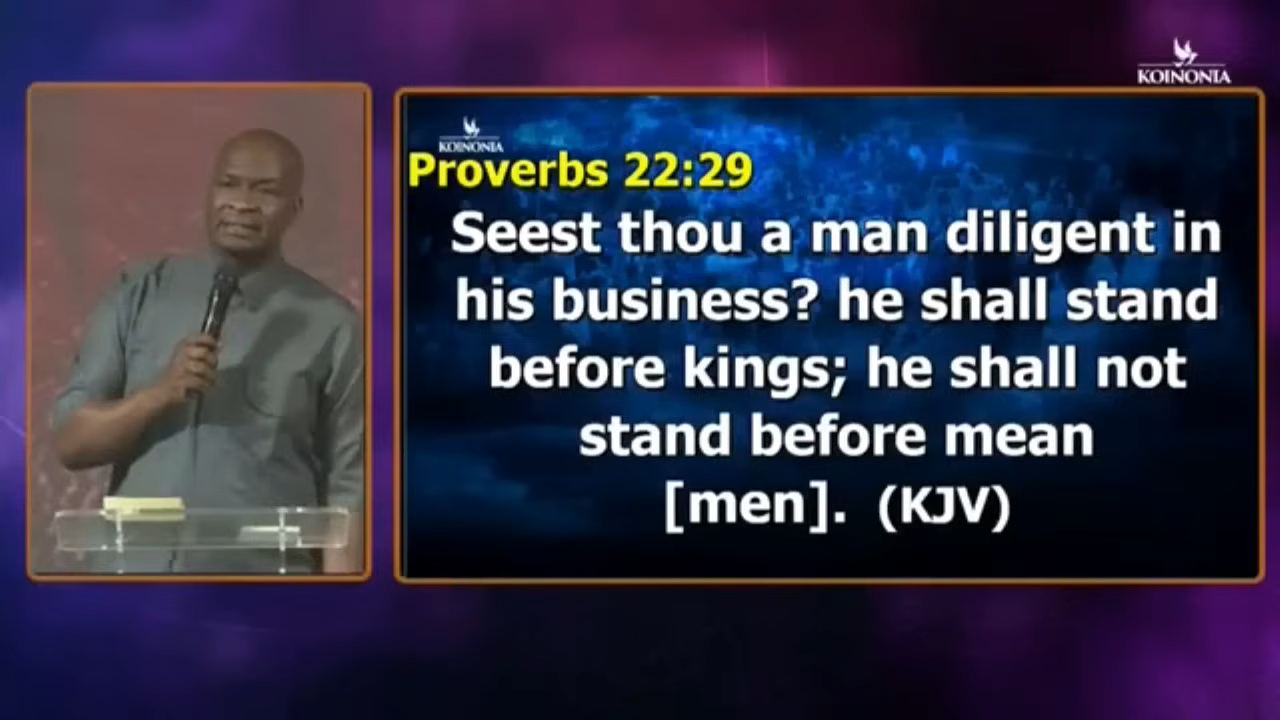 KOINONIA
KOINONIA
Proverbs 22:29
Seest thou a man diligent in
his business? he shall stand
before kings; he shall not
stand before mean
[men]. (KJV)